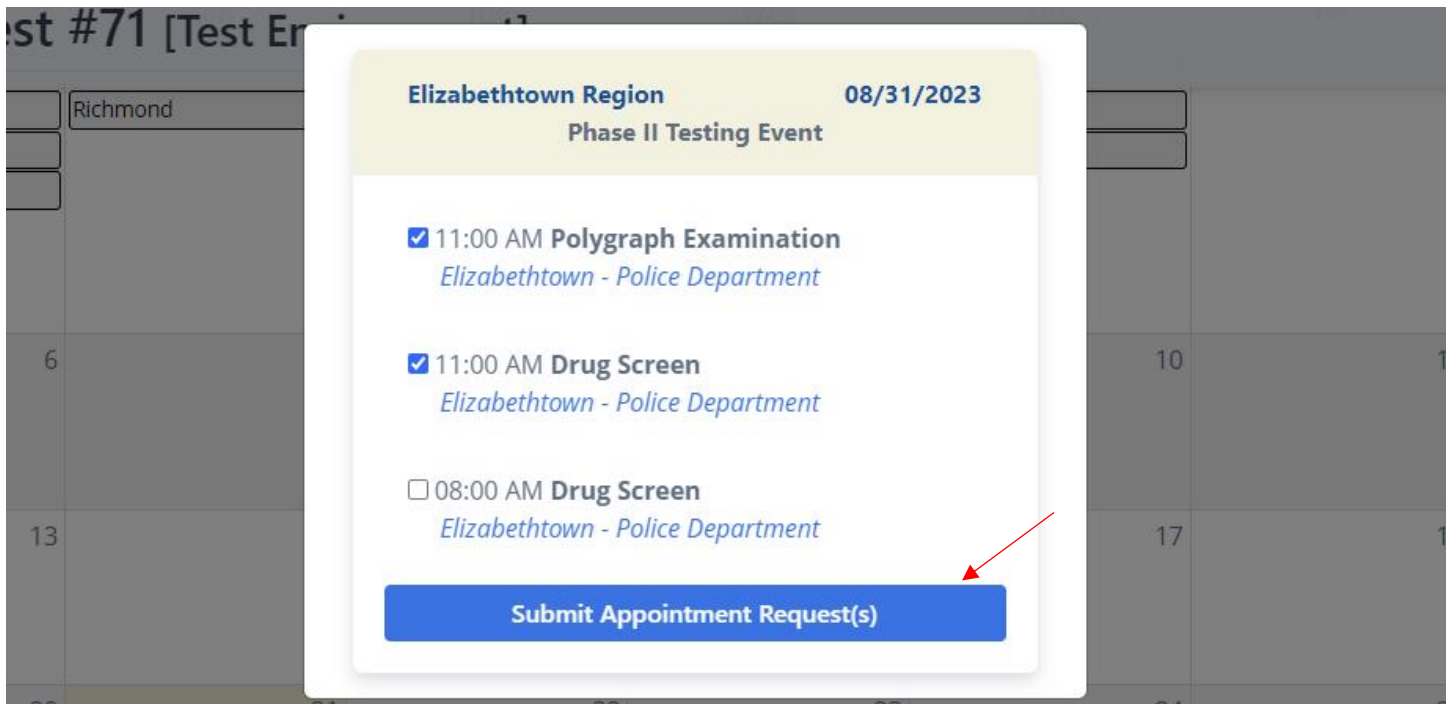 est #71 [Test En
Richmond
Elizabethtown Region 08/31/2023
Phase II Testing Event
11:00 AM Polygraph Examination
Elizabethtown - Police Department
11:00 AM Drug Screen
Elizabethtown - Police Department
08:00 AM Drug Screen
Elizabethtown - Police Department
Submit Appointment Request(s)
6
10
1
13
17
1